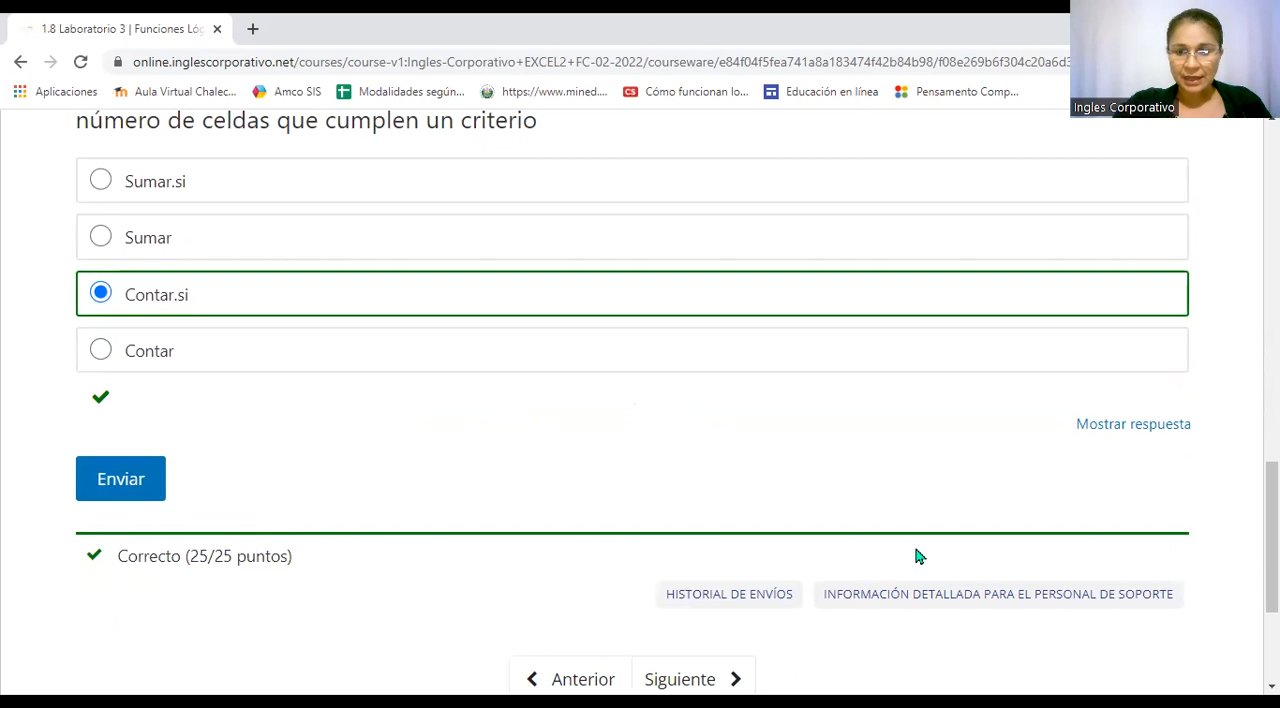 1.8 Laboratorio 3 | Funciones Lóg
online.inglescorporativo.net/courses/course-v1:Ingles-Corporativo+EXCEL2+FC-02-2022/courseware/e84f04f5fea741a8a183474f42b84b98/f08e269b6f304c20a6d3
Aplicaciones
Aula Virtual Chalec...
Amco SIS
Modalidades según...
https://www.mined...
Cómo funcionan lo...
Educación en línea
Pensamento Comp...
Ingles Corporativo
número de celdas que cumplen un criterio
Sumar.si
Sumar
Contar.si
Contar
Mostrar respuesta
Enviar
Correcto (25/25 puntos)
HISTORIAL DE ENVÍOS
INFORMACIÓN DETALLADA PARA EL PERSONAL DE SOPORTE
Anterior
Siguiente